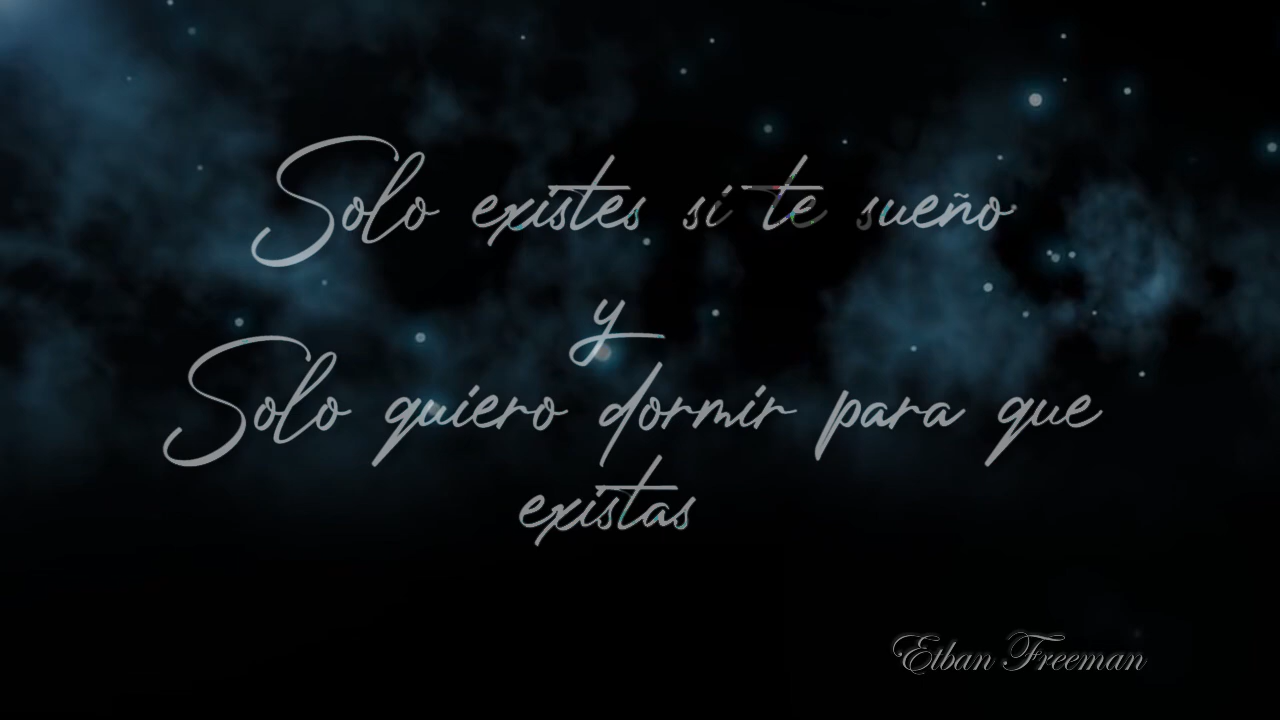 Solo existes si te sueño
y
Solo quiero dormir para que
existas
Etban Freeman